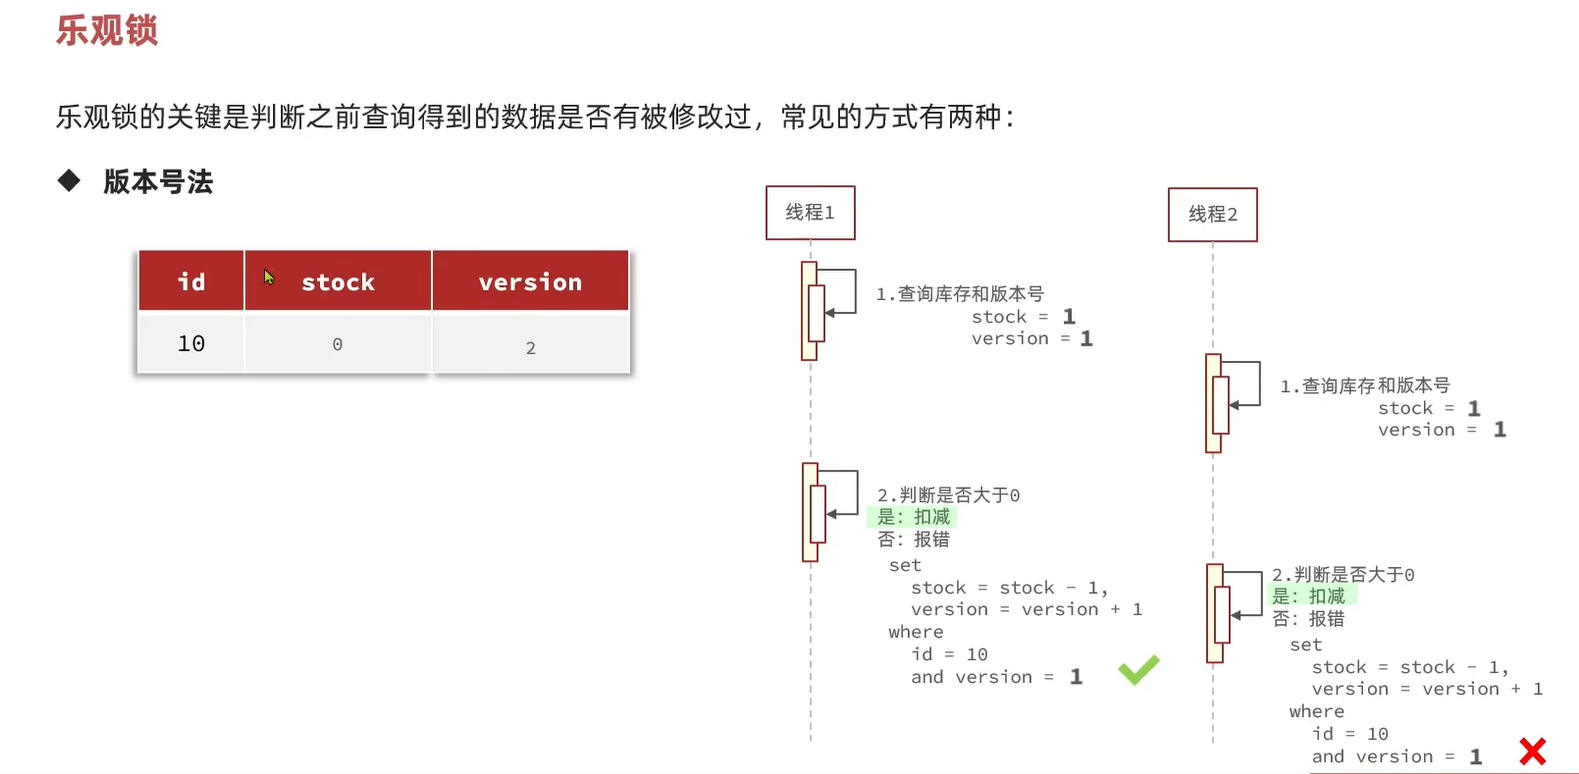 乐观锁
乐观锁的关键是判断之前查询得到的数据是否有被修改过，常见的方式有两种：
◆ 版本号法
id stock version
10 0 2
线程1
1.查询库存和版本号
stock = 1
version = 1
2.判断是否大于0
是：扣减
否：报错
set
stock = stock - 1,
version = version + 1
where
id = 10
and version = 1
线程2
1.查询库存和版本号
stock = 1
version = 1
2.判断是否大于0
是：扣减
否：报错
set
stock = stock - 1,
version = version + 1
where
id = 10
and version = 1